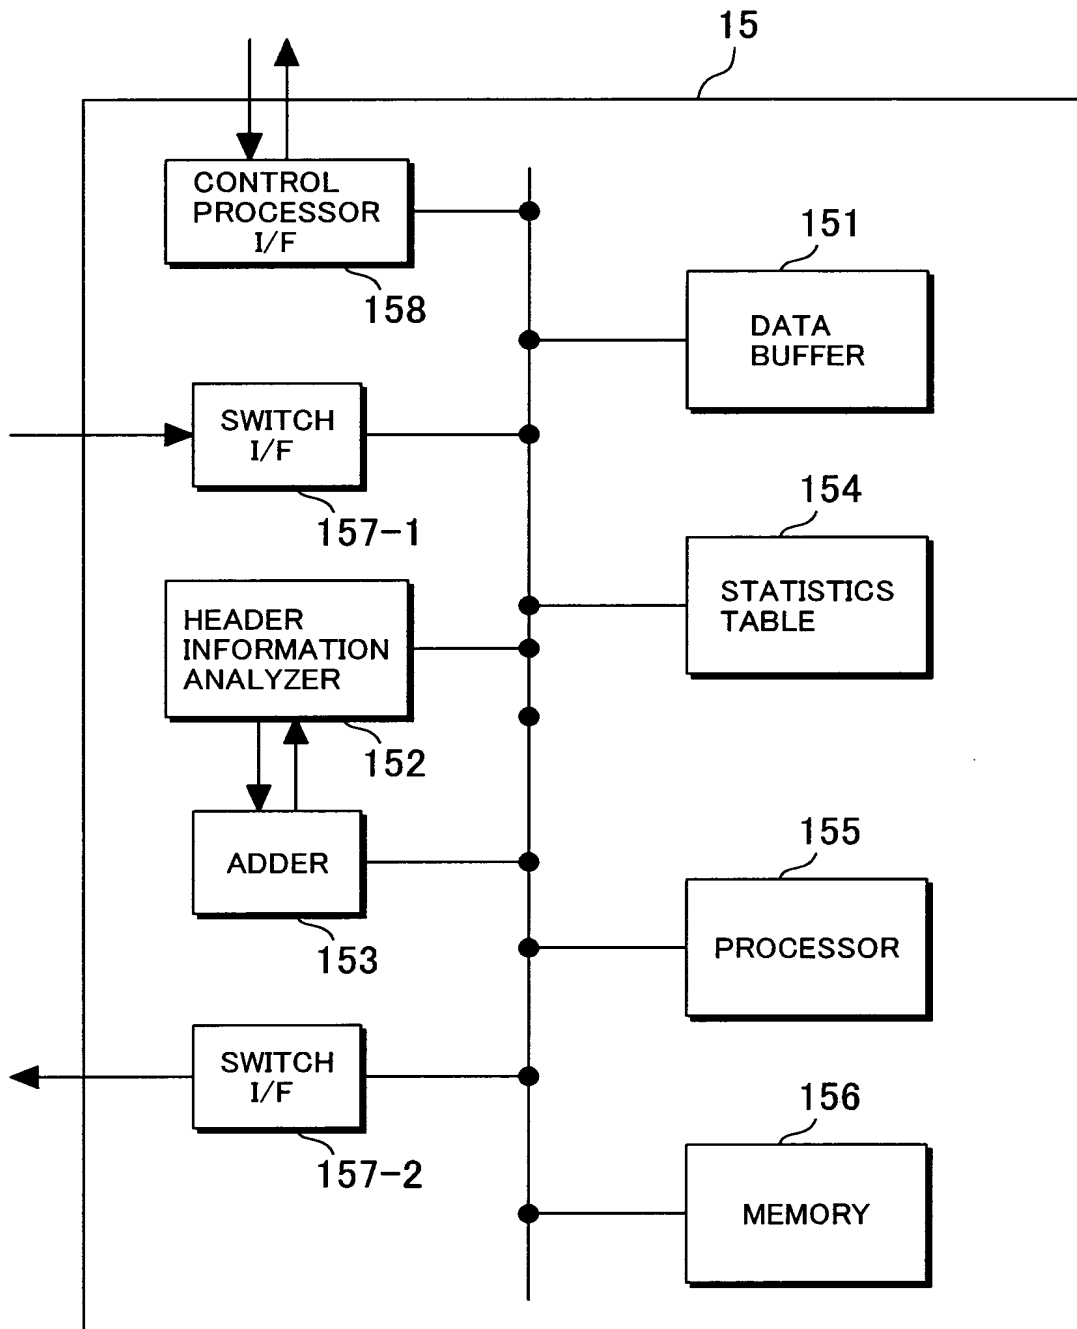 15
CONTROL
PROCESSOR
I/F
158
151
DATA
BUFFER
SWITCH
I/F
157-1
154
STATISTICS
TABLE
HEADER
INFORMATION
ANALYZER
152
ADDER
153
155
PROCESSOR
SWITCH
I/F
157-2
156
MEMORY